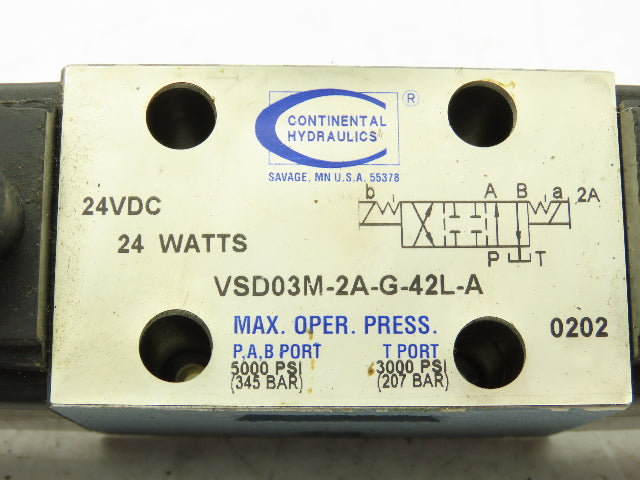 CONTINENTAL ®
HYDRAULICS
SAVAGE, MN U.S.A. 55378
b A B a 2A
24VDC
24 WATTS
P T
VSD03M-2A-G-42L-A
MAX. OPER. PRESS. 0202
P,A,B PORT T PORT
5000 PSI 3000 PSI
(345 BAR) (207 BAR)